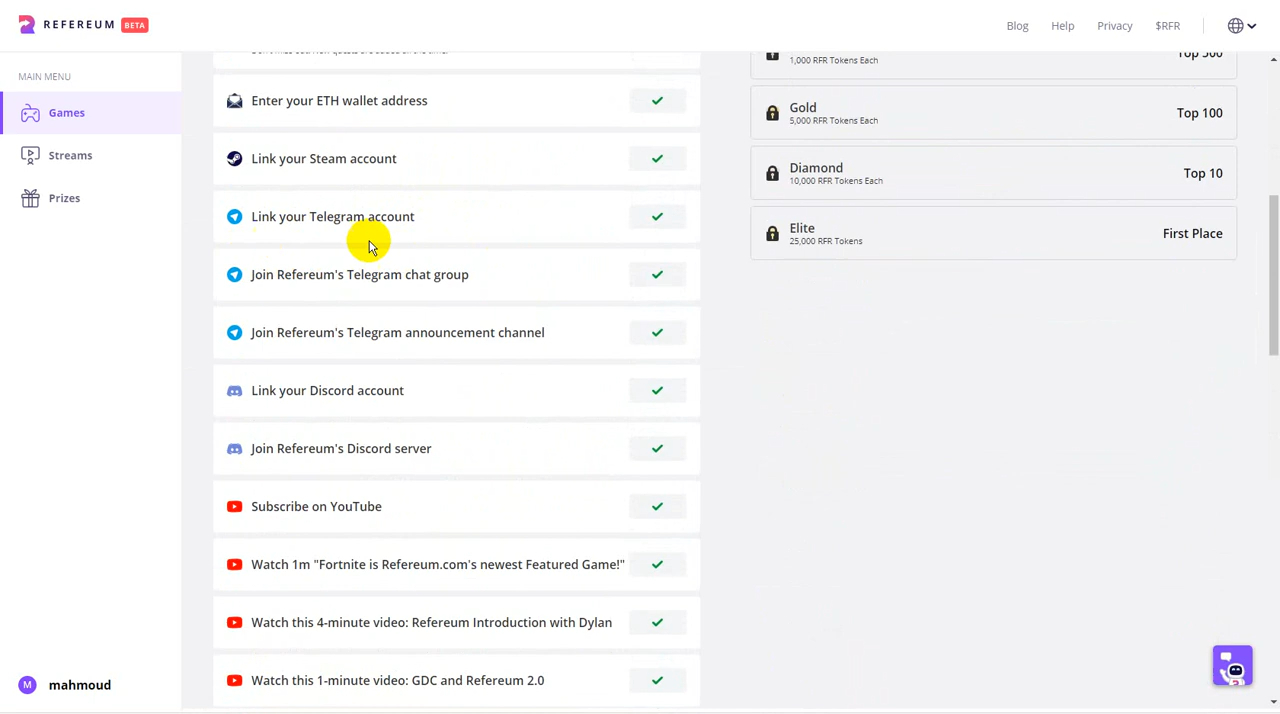 REFEREUM BETA
Blog
Help
Privacy
$RFR
MAIN MENU
Games
Streams
Prizes
Enter your ETH wallet address
Link your Steam account
Link your Telegram account
Join Refereum's Telegram chat group
Join Refereum's Telegram announcement channel
Link your Discord account
Join Refereum's Discord server
Subscribe on YouTube
Watch 1m "Fortnite is Refereum.com's newest Featured Game!"
Watch this 4-minute video: Refereum Introduction with Dylan
Watch this 1-minute video: GDC and Refereum 2.0
Top 500
1,000 RFR Tokens Each
Gold
5,000 RFR Tokens Each
Top 100
Diamond
10,000 RFR Tokens Each
Top 10
Elite
25,000 RFR Tokens
First Place
M mahmoud